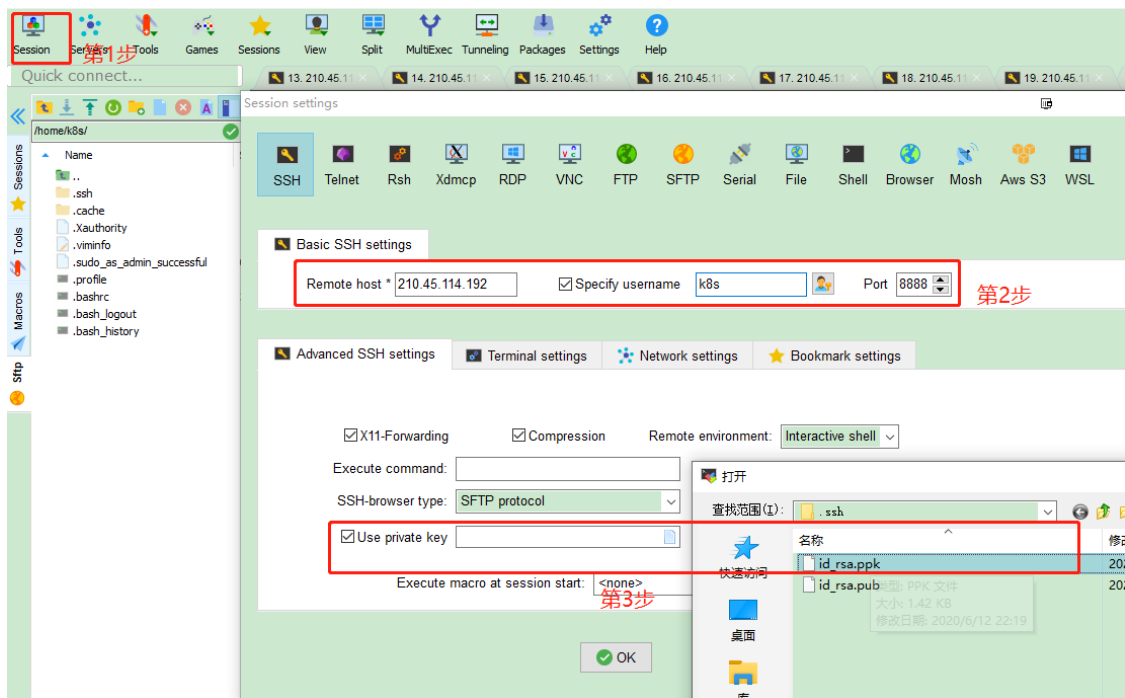 Session Servers Tools Games Sessions View Split MultiExec Tunneling Packages Settings Help
第1步
Quick connect...
13. 210.45.11 14. 210.45.11 15. 210.45.11 16. 210.45.11 17. 210.45.11 18. 210.45.11 19. 210.45.11
Session settings
/home/k8s/
Name
..
.ssh
.cache
.Xauthority
.viminfo
.sudo_as_admin_successful
.profile
.bashrc
.bash_logout
.bash_history
Sessions
Tools
Macros
Sftp
SSH Telnet Rsh Xdmcp RDP VNC FTP SFTP Serial File Shell Browser Mosh Aws S3 WSL
Basic SSH settings
Remote host * 210.45.114.192 Specify username k8s Port 8888
第2步
Advanced SSH settings Terminal settings Network settings Bookmark settings
X11-Forwarding Compression Remote environment: Interactive shell
Execute command:
SSH-browser type: SFTP protocol
Use private key
Execute macro at session start: <none>
第3步
OK
打开
查找范围(I): .ssh
名称
id_rsa.ppk
id_rsa.pub
类型: PPK 文件
大小: 1.42 KB
修改日期: 2020/6/12 22:19
快速访问
桌面
库